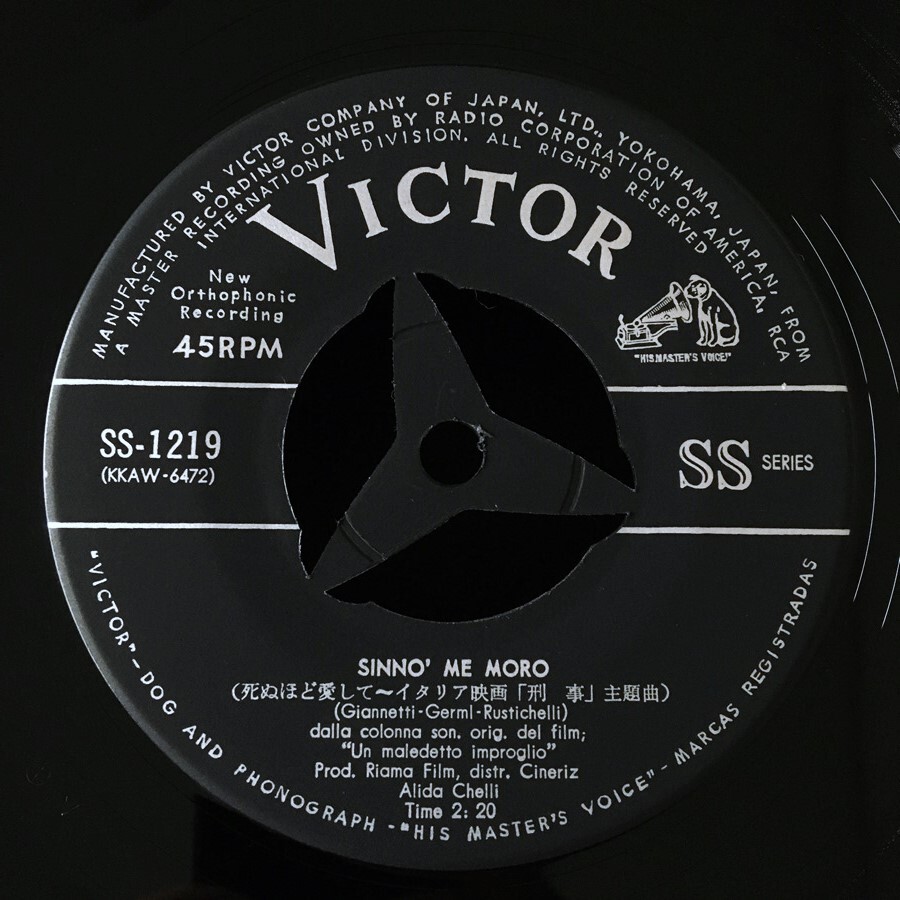 MANUFACTURED BY VICTOR COMPANY OF JAPAN, LTD., YOKOHAMA, JAPAN, FROM
A MASTER RECORDING OWNED BY RADIO CORPORATION OF AMERICA, RCA
INTERNATIONAL DIVISION. ALL RIGHTS RESERVED
VICTOR
New
Orthophonic
Recording
45RPM
"HIS MASTER'S VOICE!"
SS-1219
(KKAW-6472)
SS SERIES
SINNO' ME MORO
(死ぬほど愛して〜イタリア映画「刑 事」主題曲)
(Giannetti-Germl-Rustichelli)
dalla colonna son. orig. del film;
"Un maledetto improglio"
Prod. Riama Film, distr. Cineriz
Alida Chelli
Time 2: 20
"VICTOR" – DOG AND PHONOGRAPH - "HIS MASTER'S VOICE" - MARCAS REGISTRADAS